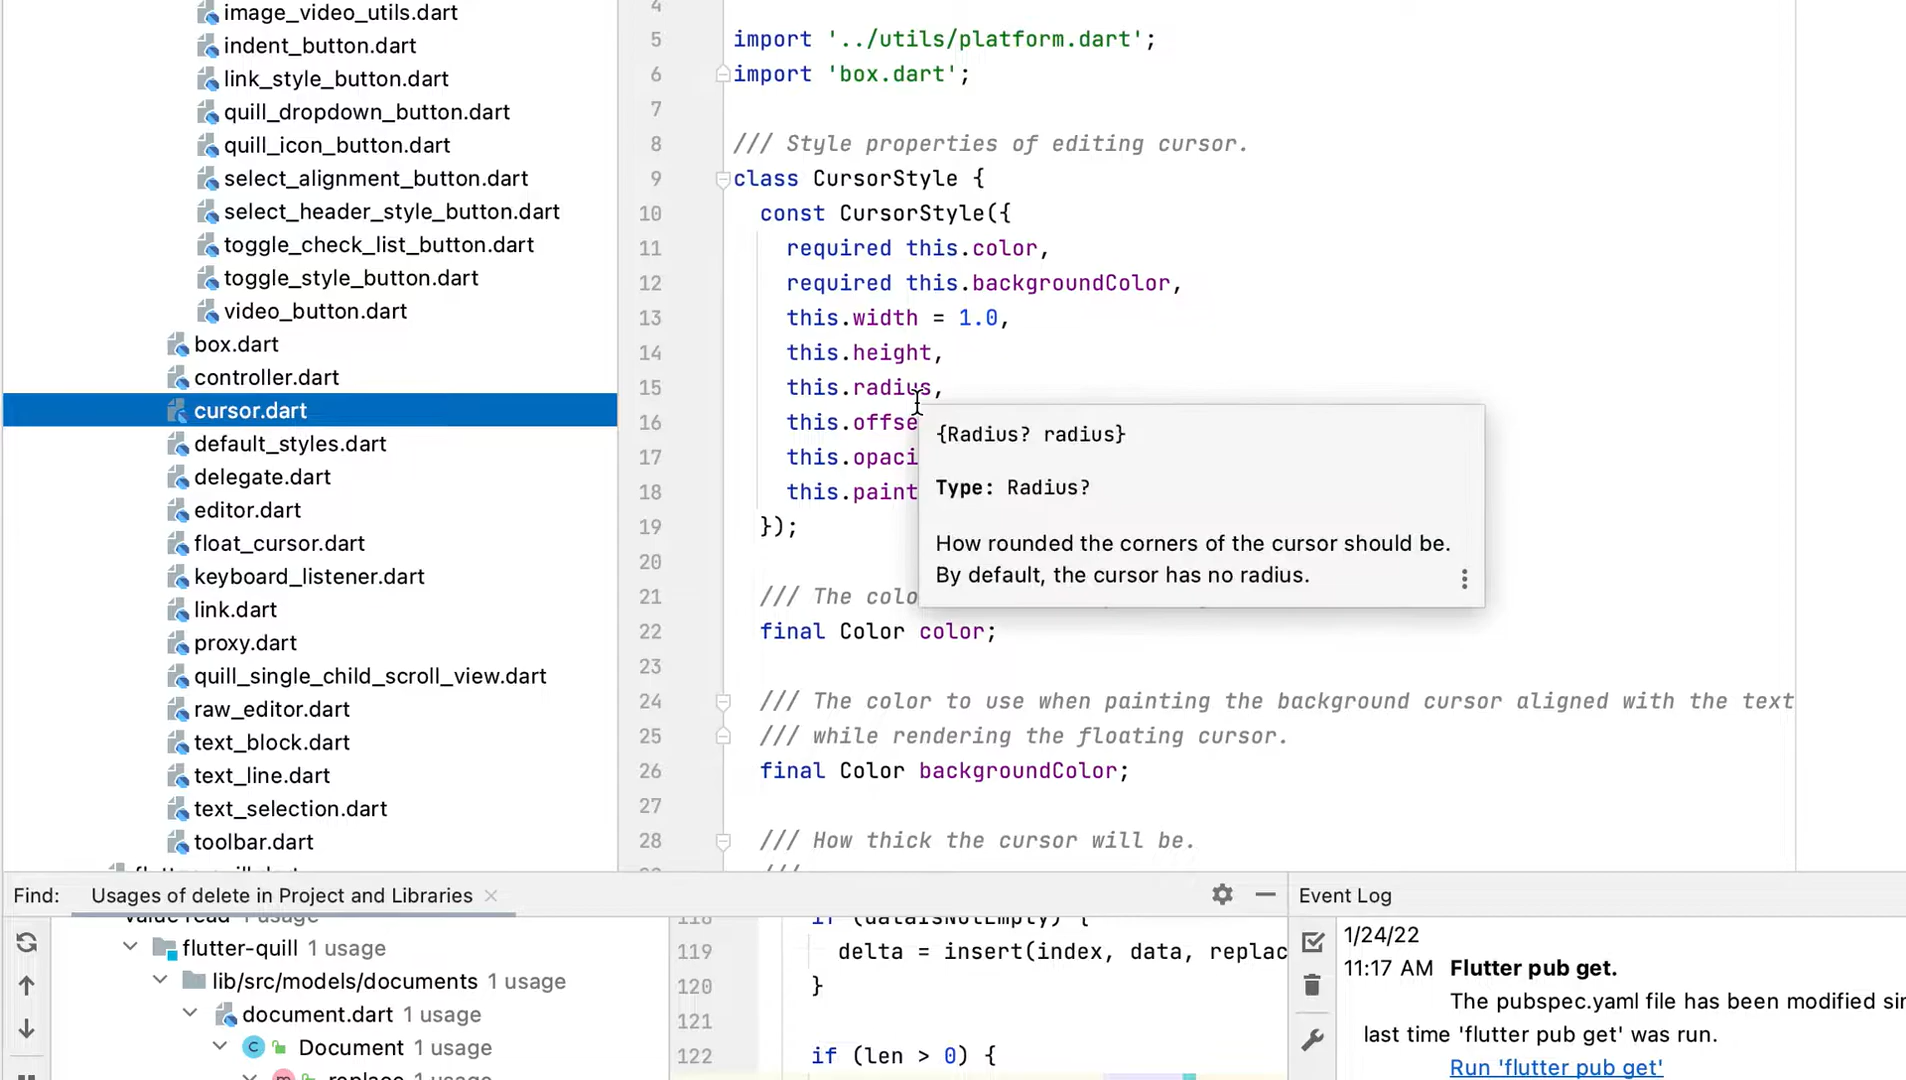 image_video_utils.dart
indent_button.dart
link_style_button.dart
quill_dropdown_button.dart
quill_icon_button.dart
select_alignment_button.dart
select_header_style_button.dart
toggle_check_list_button.dart
toggle_style_button.dart
video_button.dart
box.dart
controller.dart
cursor.dart
default_styles.dart
delegate.dart
editor.dart
float_cursor.dart
keyboard_listener.dart
link.dart
proxy.dart
quill_single_child_scroll_view.dart
raw_editor.dart
text_block.dart
text_line.dart
text_selection.dart
toolbar.dart
4
5 import '../utils/platform.dart';
6 import 'box.dart';
7
8 /// Style properties of editing cursor.
9 class CursorStyle {
10 const CursorStyle({
11 required this.color,
12 required this.backgroundColor,
13 this.width = 1.0,
14 this.height,
15 this.radius,
16 this.offse
17 this.opaci
18 this.paint
19 });
20
21 /// The colo
22 final Color color;
23
24 /// The color to use when painting the background cursor aligned with the text
25 /// while rendering the floating cursor.
26 final Color backgroundColor;
27
28 /// How thick the cursor will be.
{Radius? radius}
Type: Radius?
How rounded the corners of the cursor should be.
By default, the cursor has no radius.
Find: Usages of delete in Project and Libraries
Value read 1 usage
flutter-quill 1 usage
lib/src/models/documents 1 usage
document.dart 1 usage
Document 1 usage
replace 1 usage
118 if (dataIsNotEmpty) {
119 delta = insert(index, data, replac
120 }
121
122 if (len > 0) {
Event Log
1/24/22
11:17 AM Flutter pub get.
The pubspec.yaml file has been modified sin
last time 'flutter pub get' was run.
Run 'flutter pub get'